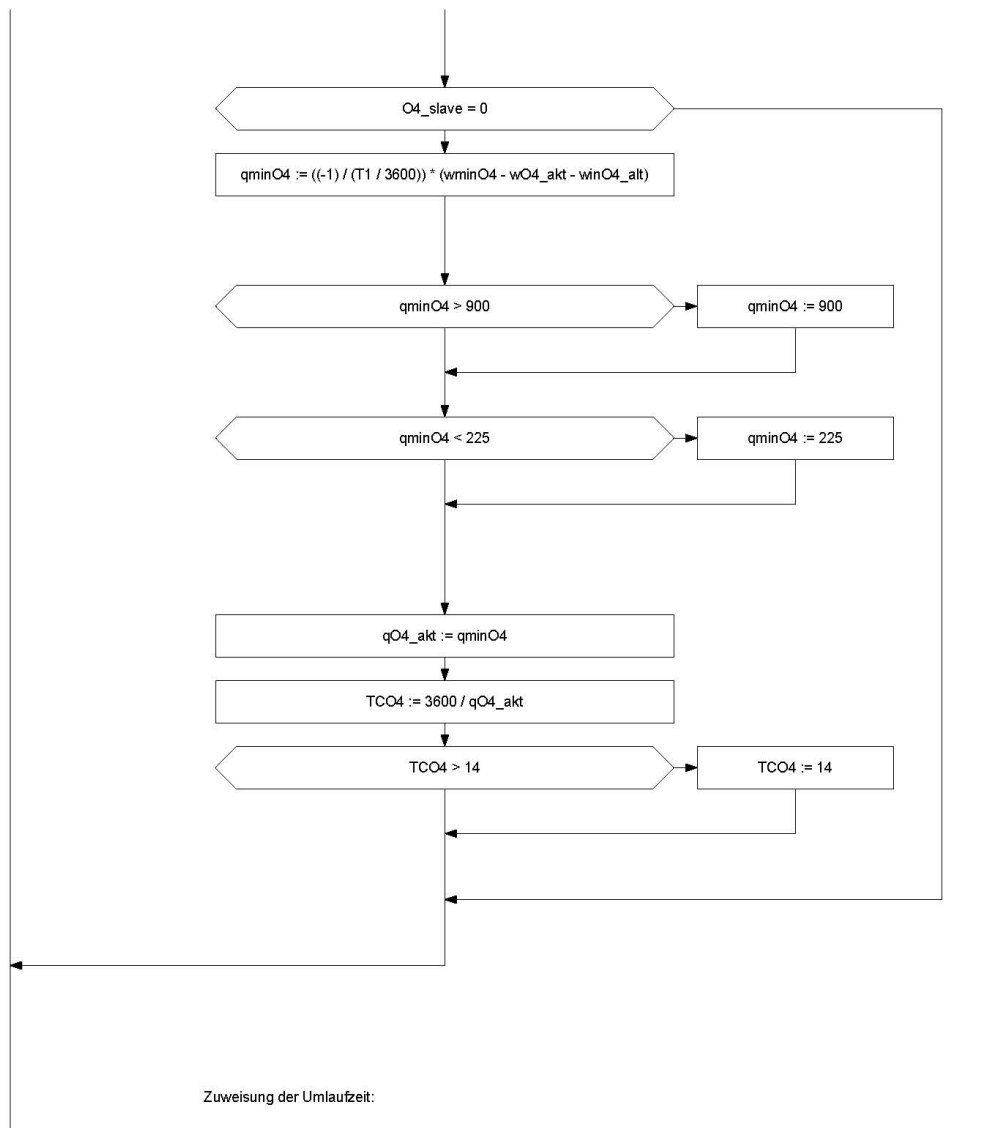 O4_slave = 0
qminO4 := ((-1) / (T1 / 3600)) * (wminO4 - wO4_akt - winO4_alt)
qminO4 > 900
qminO4 := 900
qminO4 < 225
qminO4 := 225
qO4_akt := qminO4
TCO4 := 3600 / qO4_akt
TCO4 > 14
TCO4 := 14
Zuweisung der Umlaufzeit: